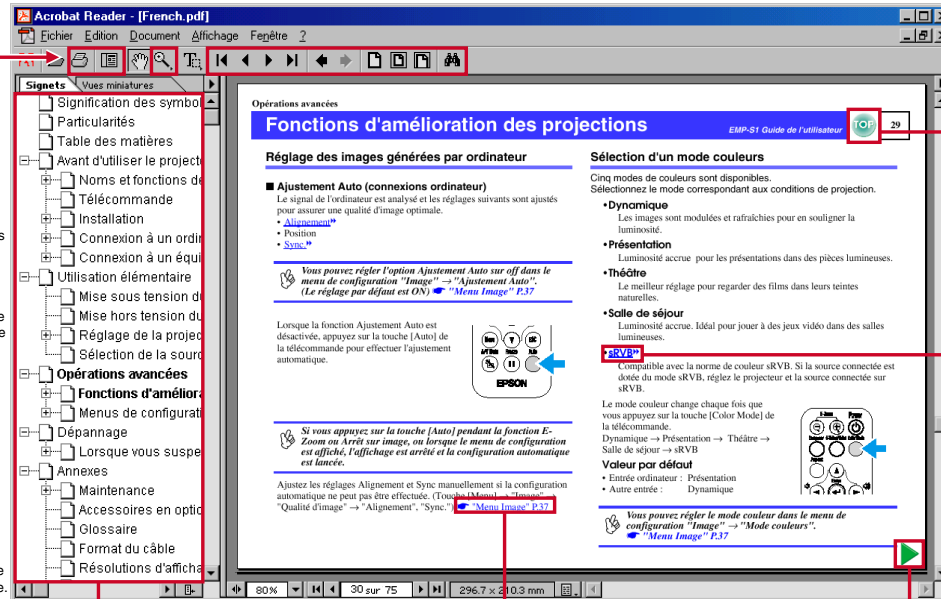 Acrobat Reader - [French.pdf]
Fichier Edition Document Affichage Fenêtre ?
Signets Vues miniatures
Signification des symbol
Particularités
Table des matières
Avant d'utiliser le project
Noms et fonctions de
Télécommande
Installation
Connexion à un ordin
Connexion à un équi
Utilisation élémentaire
Mise sous tension d
Mise hors tension du
Réglage de la projec
Sélection de la sourc
Opérations avancées
Fonctions d'améliora
Menus de configurati
Dépannage
Lorsque vous suspe
Annexes
Maintenance
Accessoires en optio
Glossaire
Format du câble
Résolutions d'afficha
Opérations avancées
Fonctions d'amélioration des projections
EMP-S1 Guide de l'utilisateur
TOP
29
Réglage des images générées par ordinateur
■ Ajustement Auto (connexions ordinateur)
Le signal de l'ordinateur est analysé et les réglages suivants sont ajustés
pour assurer une qualité d'image optimale.
• Alignement
• Position
• Sync.
Vous pouvez régler l'option Ajustement Auto sur off dans le
menu de configuration "Image" → "Ajustement Auto".
(Le réglage par défaut est ON) ☛ "Menu Image" P.37
Lorsque la fonction Ajustement Auto est
désactivée, appuyez sur la touche [Auto] de
la télécommande pour effectuer l'ajustement
automatique.
EPSON
Si vous appuyez sur la touche [Auto] pendant la fonction E-
Zoom ou Arrêt sur image, ou lorsque le menu de configuration
est affiché, l'affichage est arrêté et la configuration automatique
est lancée.
Ajustez les réglages Alignement et Sync manuellement si la configuration
automatique ne peut pas être effectuée. (Touche [Menu] → "Image" →
"Qualité d'image" → "Alignement", "Sync.") ☛ "Menu Image" P.37
Sélection d'un mode couleurs
Cinq modes de couleurs sont disponibles.
Sélectionnez le mode correspondant aux conditions de projection.
•Dynamique
Les images sont modulées et rafraîchies pour en souligner la
luminosité.
•Présentation
Luminosité accrue pour les présentations dans des pièces lumineuses.
•Théâtre
Le meilleur réglage pour regarder des films dans leurs teintes
naturelles.
•Salle de séjour
Luminosité accrue. Idéal pour jouer à des jeux vidéo dans des salles
lumineuses.
•sRVB
Compatible avec la norme de couleur sRVB. Si la source connectée est
dotée du mode sRVB, réglez le projecteur et la source connectée sur
sRVB.
Le mode couleur change chaque fois que
vous appuyez sur la touche [Color Mode] de
la télécommande.
Dynamique → Présentation → Théâtre →
Salle de séjour → sRVB
Valeur par défaut
• Entrée ordinateur : Présentation
• Autre entrée : Dynamique
Power
Vous pouvez régler le mode couleur dans le menu de
configuration "Image" → "Mode couleurs".
☛ "Menu Image" P.37
80% 30 sur 75 296.7 x 210.3 mm